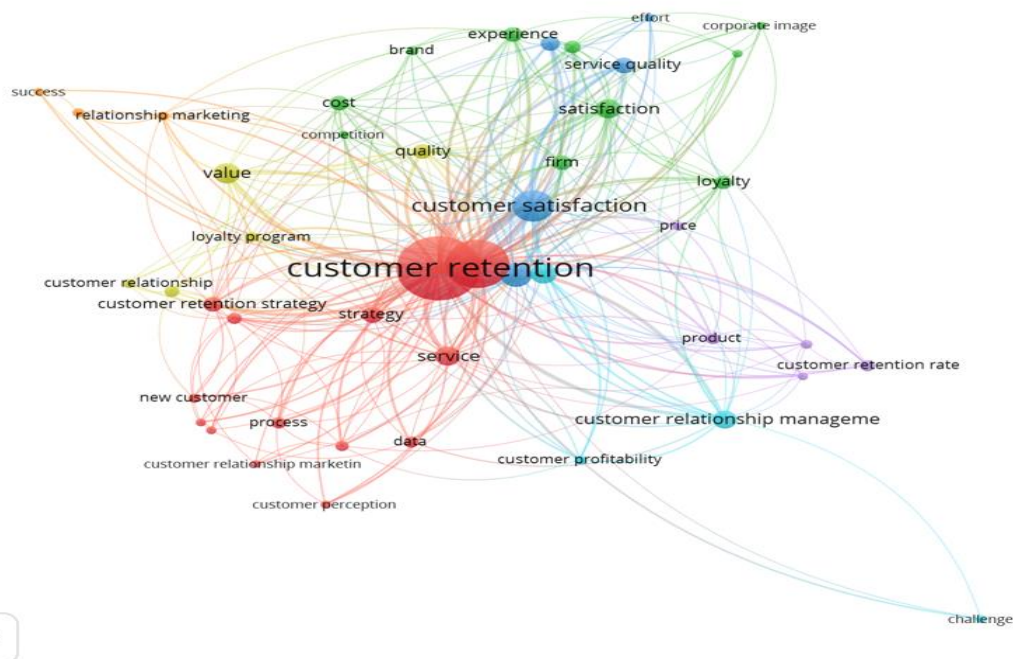 effort
corporate image
experience
brand
service quality
success
cost
satisfaction
relationship marketing
competition
quality
firm
value
loyalty
customer satisfaction
price
loyalty program
customer retention
customer relationship
customer retention strategy
strategy
product
service
customer retention rate
new customer
customer relationship manageme
process
data
customer profitability
customer relationship marketin
customer perception
challenge